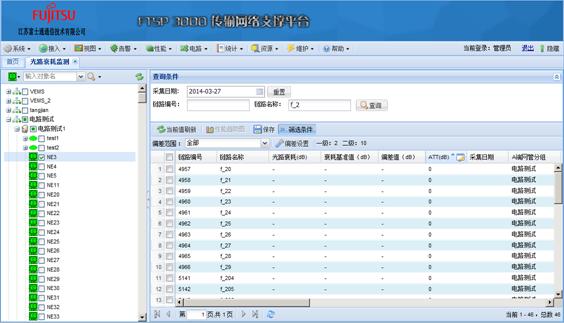 FUJITSU
江苏富士通通信技术有限公司
FTSP 3000 传输网络支撑平台
系统 接入 视图 告警 性能 电路 统计 资源 维护 帮助 当前登录: 管理员 退出 隐藏
首页 光路衰耗监测
输入对象名
VEMS
VEMS_2
tangjian
电路测试
电路测试1
test1
test2
NE3
NE4
NE5
NE11
NE20
NE21
NE22
NE23
NE24
NE25
NE26
NE27
NE28
NE29
NE30
NE31
NE32
NE33
查询条件
采集日期: 2014-03-27 重置
回路编号: 回路名称: f_2 查询
当前值刷新 性能趋势图 保存 筛选条件
偏差范围: 全部 偏差设置 一级: 2 二级: 10
回路编号 回路名称 光路衰耗(dB) 衰耗基准值 (dB) 偏差值 (dB) ATT(dB) 采集日期 A端网管分组
1 4957 f_20 - - - 0 电路测试
2 4958 f_21 - - - 0 电路测试
3 4959 f_22 - - - 0 电路测试
4 4960 f_23 - - - 0 电路测试
5 4961 f_24 - - - 0 电路测试
6 4962 f_25 - - - 0 电路测试
7 4963 f_26 - - - 0 电路测试
8 4964 f_27 - - - 0 电路测试
9 4965 f_28 - - - 0 电路测试
10 4966 f_29 - - - 0 电路测试
11 5141 f_204 - - - 0 电路测试
12 5142 f_205 - - - 0 电路测试
13
第 1 页,共 1 页 当前 1 - 46 , 总数 46